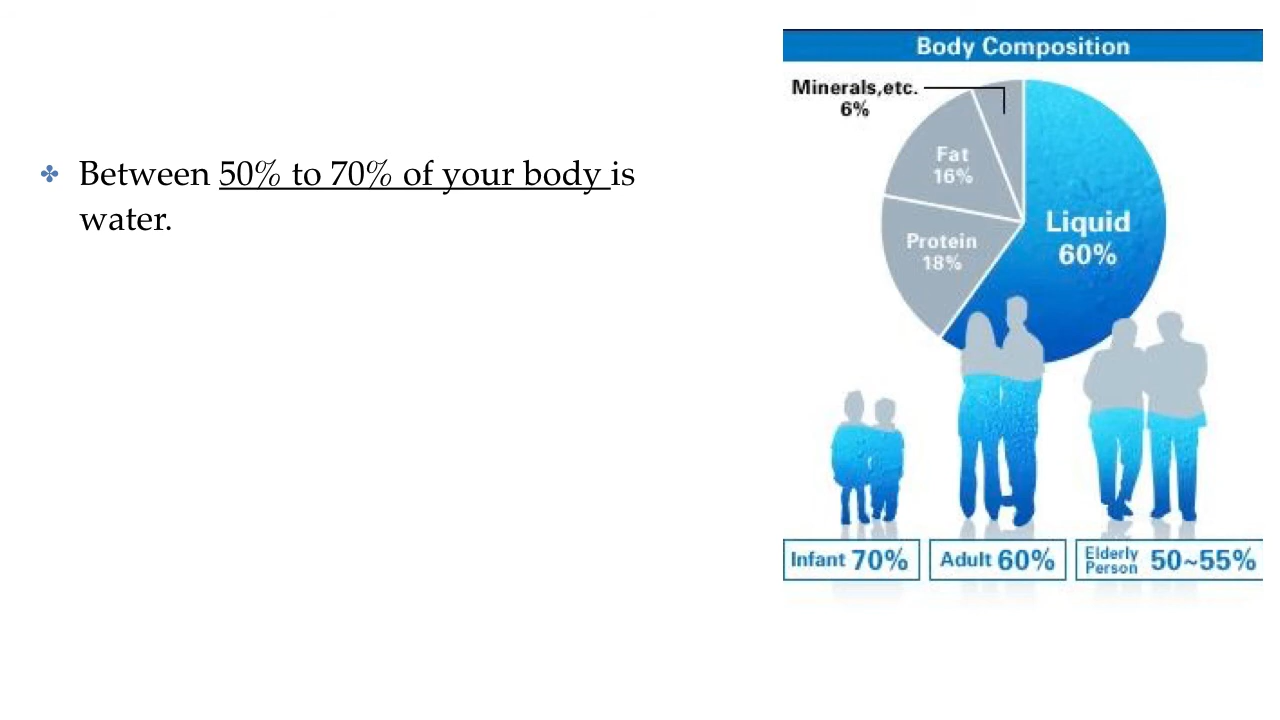 Between 50% to 70% of your body is
water.
Body Composition
Minerals,etc.
6%
Fat
16%
Protein
18%
Liquid
60%
Infant 70%
Adult 60%
Elderly
Person 50~55%